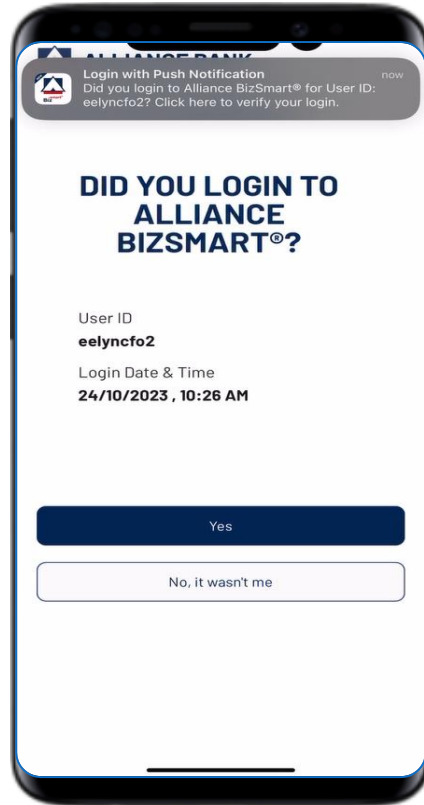 ALLIANCE BANK
Login with Push Notification
now
Did you login to Alliance BizSmart® for User ID:
eelyncfo2? Click here to verify your login.
DID YOU LOGIN TO
ALLIANCE
BIZSMART®?
User ID
eelyncfo2
Login Date & Time
24/10/2023 , 10:26 AM
Yes
No, it wasn't me